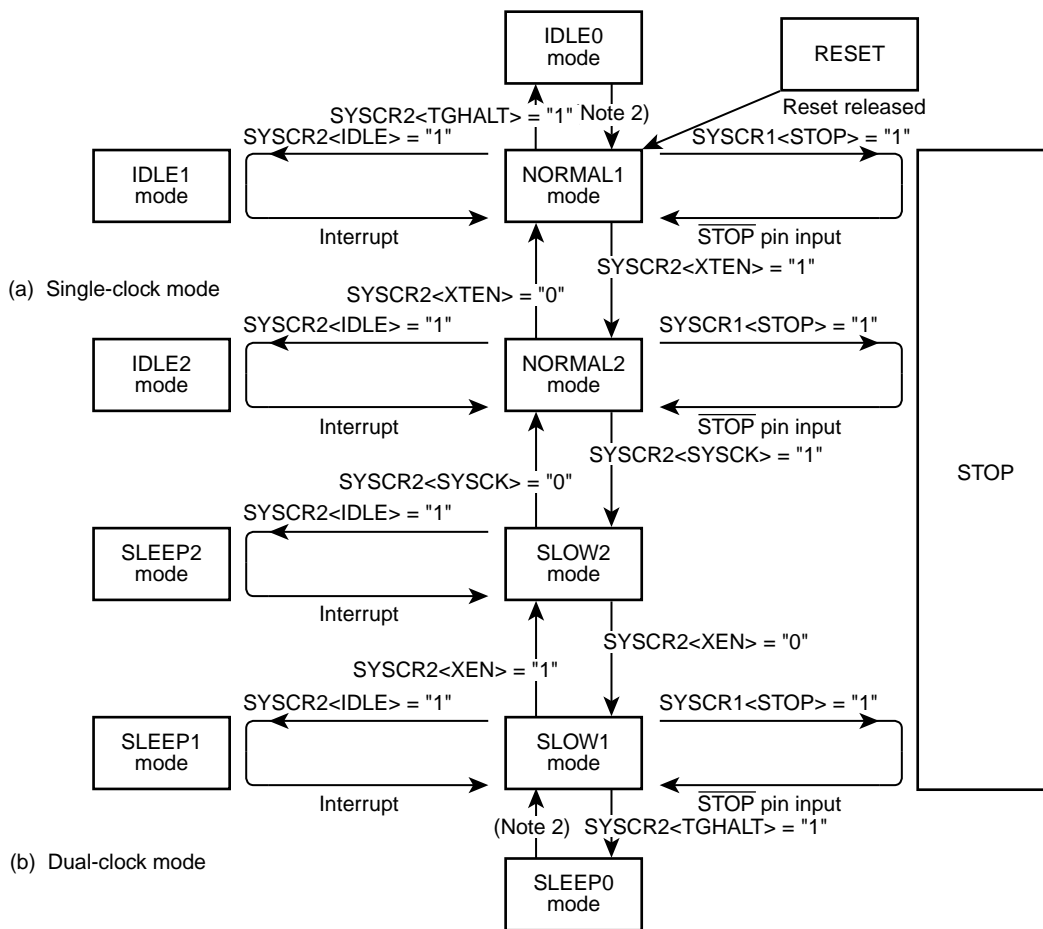 IDLE0
mode
RESET
Reset released
SYSCR2<TGHALT> = "1"
Note 2)
SYSCR2<IDLE> = "1"
SYSCR1<STOP> = "1"
IDLE1
mode
NORMAL1
mode
Interrupt
STOP pin input
SYSCR2<XTEN> = "1"
(a) Single-clock mode
SYSCR2<XTEN> = "0"
SYSCR2<IDLE> = "1"
SYSCR1<STOP> = "1"
IDLE2
mode
NORMAL2
mode
Interrupt
STOP pin input
SYSCR2<SYSCK> = "1"
STOP
SYSCR2<SYSCK> = "0"
SYSCR2<IDLE> = "1"
SLEEP2
mode
SLOW2
mode
Interrupt
SYSCR2<XEN> = "0"
SYSCR2<XEN> = "1"
SYSCR2<IDLE> = "1"
SYSCR1<STOP> = "1"
SLEEP1
mode
SLOW1
mode
Interrupt
STOP pin input
(Note 2)
SYSCR2<TGHALT> = "1"
(b) Dual-clock mode
SLEEP0
mode